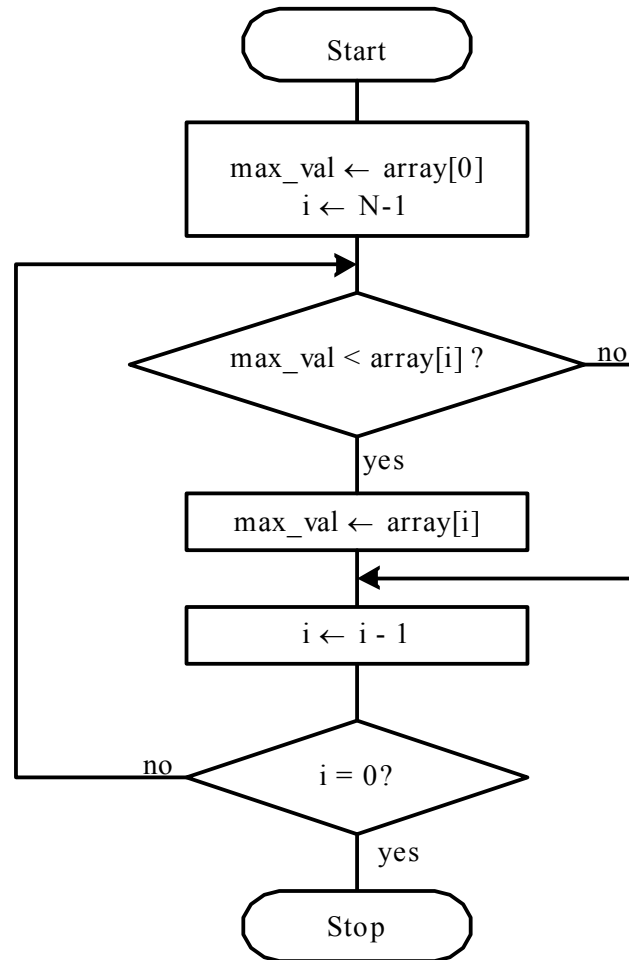 Start
max_val ← array[0]
i ← N-1
max_val < array[i] ?
no
yes
max_val ← array[i]
i ← i - 1
no
i = 0?
yes
Stop